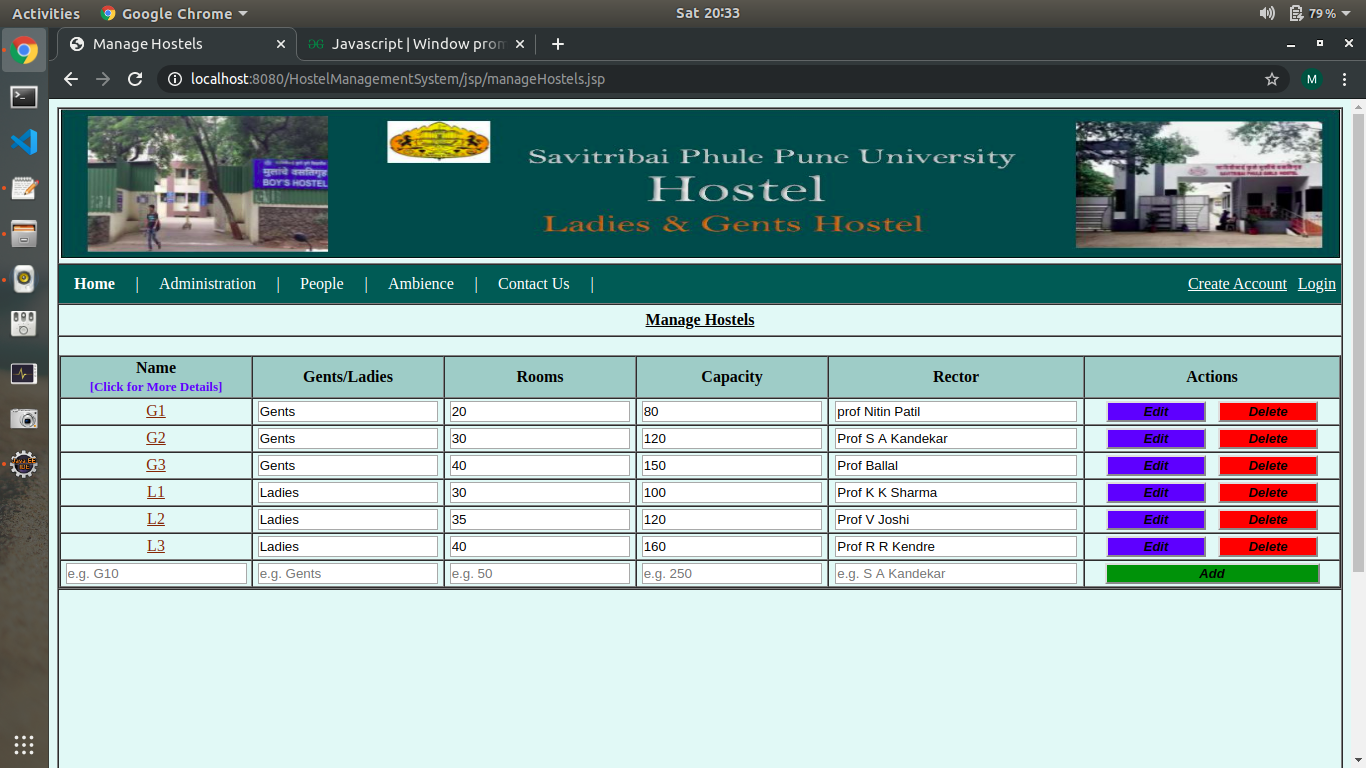 Activities Google Chrome Sat 20:33 79 %
Manage Hostels Javascript | Window pron
localhost:8080/HostelManagementSystem/jsp/manageHostels.jsp M
BOY'S HOSTEL
Savitribai Phule Pune University
Hostel
Ladies & Gents Hostel
Home | Administration | People | Ambience | Contact Us | Create Account Login
Manage Hostels
Name Gents/Ladies Rooms Capacity Rector Actions
[Click for More Details]
G1 Gents 20 80 prof Nitin Patil Edit Delete
G2 Gents 30 120 Prof S A Kandekar Edit Delete
G3 Gents 40 150 Prof Ballal Edit Delete
L1 Ladies 30 100 Prof K K Sharma Edit Delete
L2 Ladies 35 120 Prof V Joshi Edit Delete
L3 Ladies 40 160 Prof R R Kendre Edit Delete
e.g. G10 e.g. Gents e.g. 50 e.g. 250 e.g. S A Kandekar Add